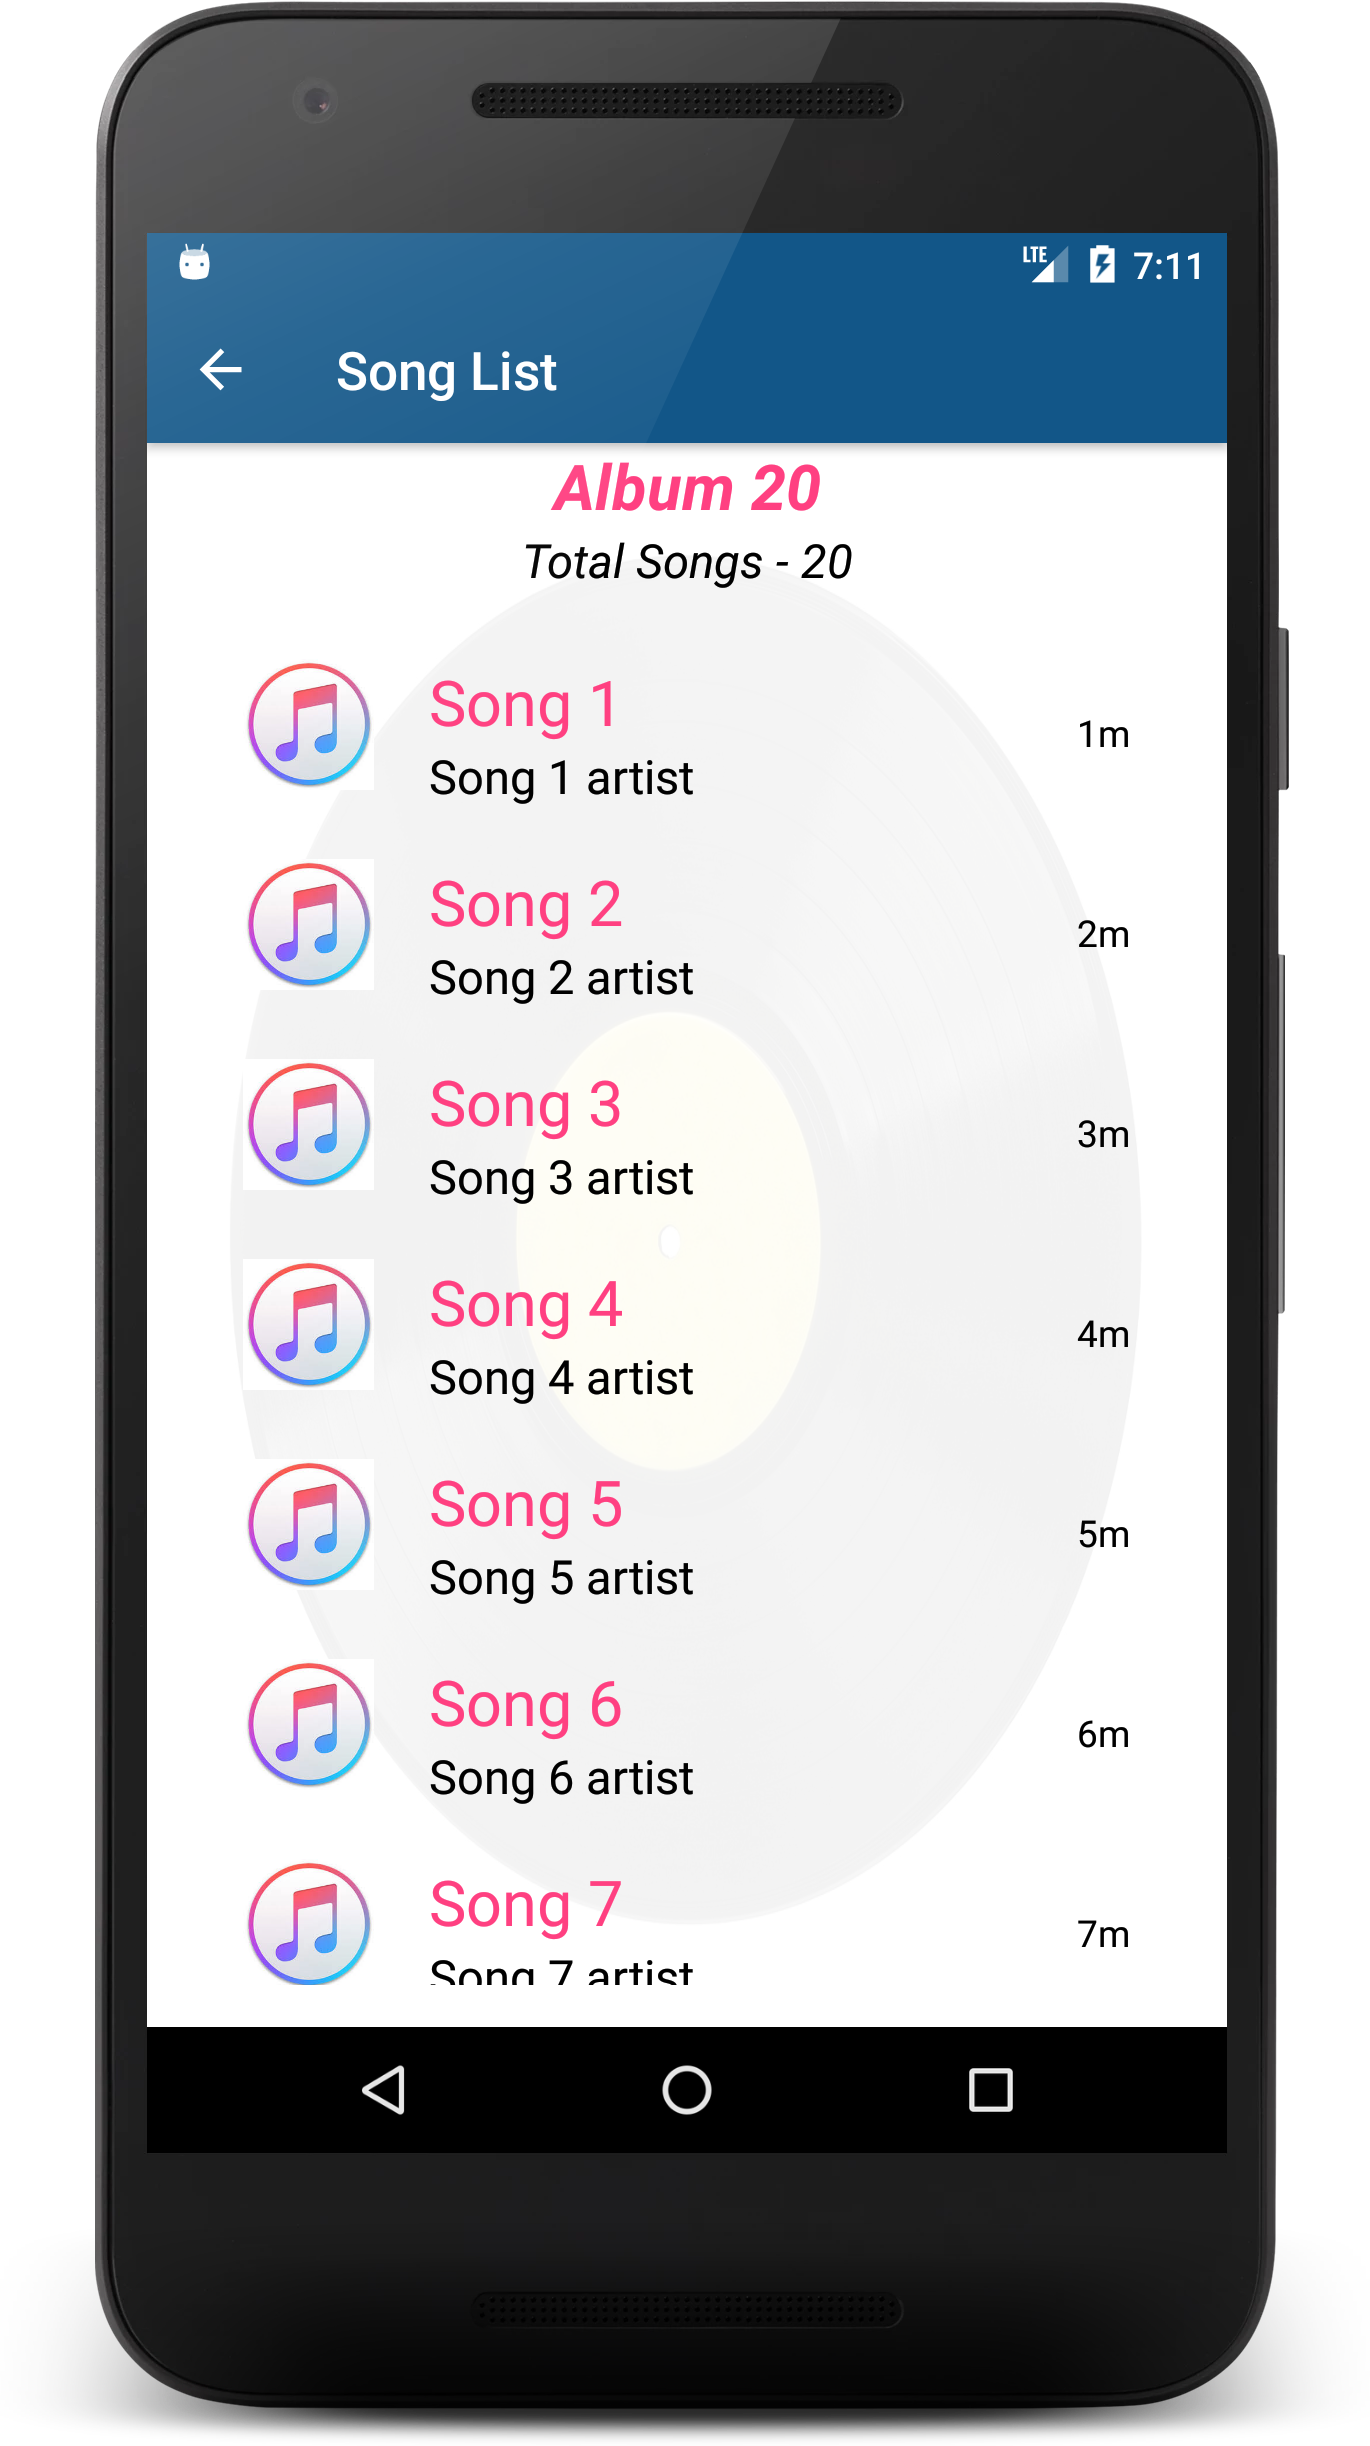 LTE 7:11
Song List
Album 20
Total Songs - 20
Song 1
Song 1 artist
1m
Song 2
Song 2 artist
2m
Song 3
Song 3 artist
3m
Song 4
Song 4 artist
4m
Song 5
Song 5 artist
5m
Song 6
Song 6 artist
6m
Song 7
Song 7 artist
7m